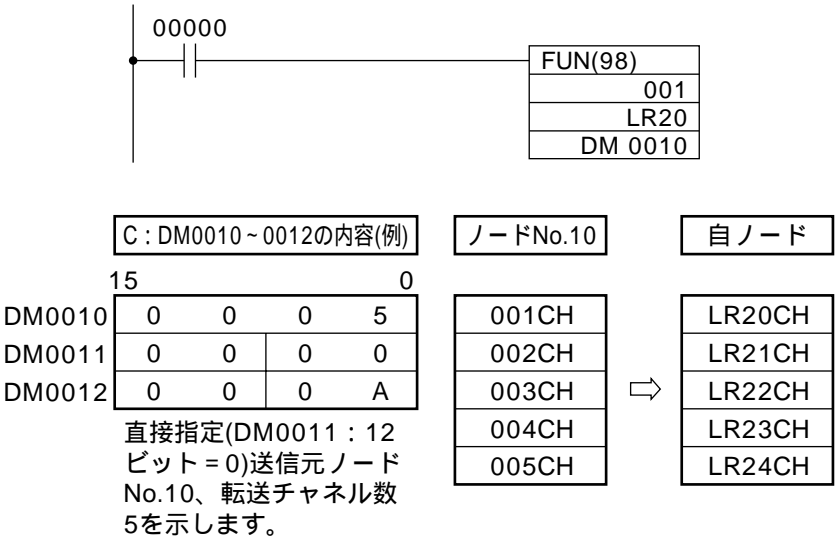 00000
FUN(98)
001
LR20
DM 0010
C:DM0010~0012の内容(例)
ノードNo.10
自ノード
15 0
DM0010 0 0 0 5 001CH LR20CH
DM0011 0 0 0 0 002CH LR21CH
DM0012 0 0 0 A 003CH ⇨ LR22CH
004CH LR23CH
005CH LR24CH
直接指定(DM0011:12
ビット=0)送信元ノード
No.10、転送チャネル数
5を示します。